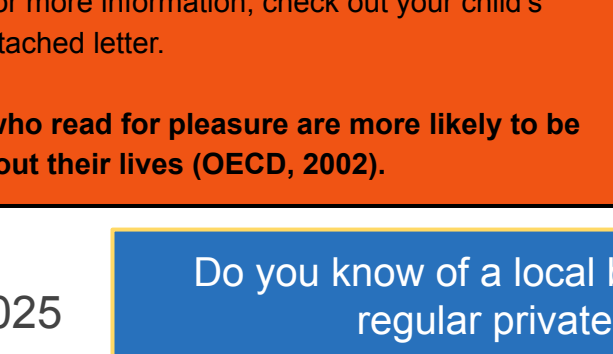 or more information, check out your child's
tached letter.
who read for pleasure are more likely to be
out their lives (OECD, 2002).
025
Do you know of a local
regular private